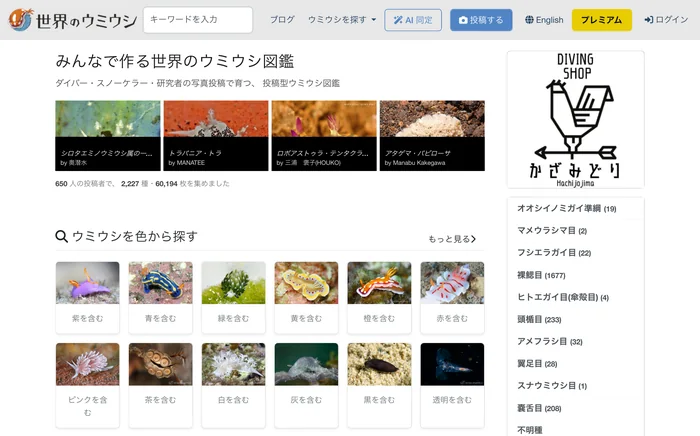 世界のウミウシ
キーワードを入力
ブログ
ウミウシを探す
AI 同定
投稿する
English
プレミアム
ログイン
みんなで作る世界のウミウシ図鑑
ダイバー・スノーケラー・研究者の写真投稿で育つ、 投稿型ウミウシ図鑑
シロタエミノウミウシ属の一...
by 南潜水
トラパニア・トラ
by MANATEE
ロボアストゥラ・テンタクラ...
by 三浦 雲子(HOUKO)
アタゲマ・パピローサ
by Manabu Kakegawa
650 人の投稿者で、 2,227 種・60,194 枚を集めました
ウミウシを色から探す
もっと見る
紫を含む
青を含む
緑を含む
黄を含む
橙を含む
赤を含む
ピンクを含
む
茶を含む
白を含む
灰を含む
黒を含む
透明を含む
DIVING
SHOP
かざみどり
Hachijojima
オオシイノミガイ準綱 (19)
マメウラシマ目 (2)
フシエラガイ目 (22)
裸鰓目 (1677)
ヒトエガイ目(傘殻目) (4)
頭楯目 (233)
アメフラシ目 (32)
翼足目 (28)
スナウミウシ目 (1)
嚢舌目 (208)
不明種